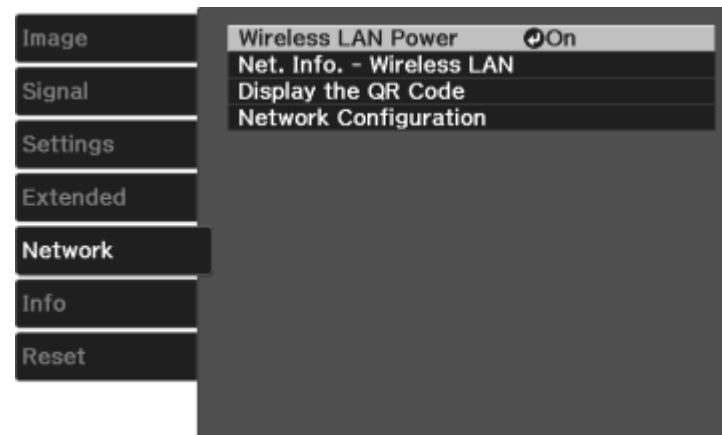 Image
Signal
Settings
Extended
Network
Info
Reset
Wireless LAN Power On
Net. Info. - Wireless LAN
Display the QR Code
Network Configuration